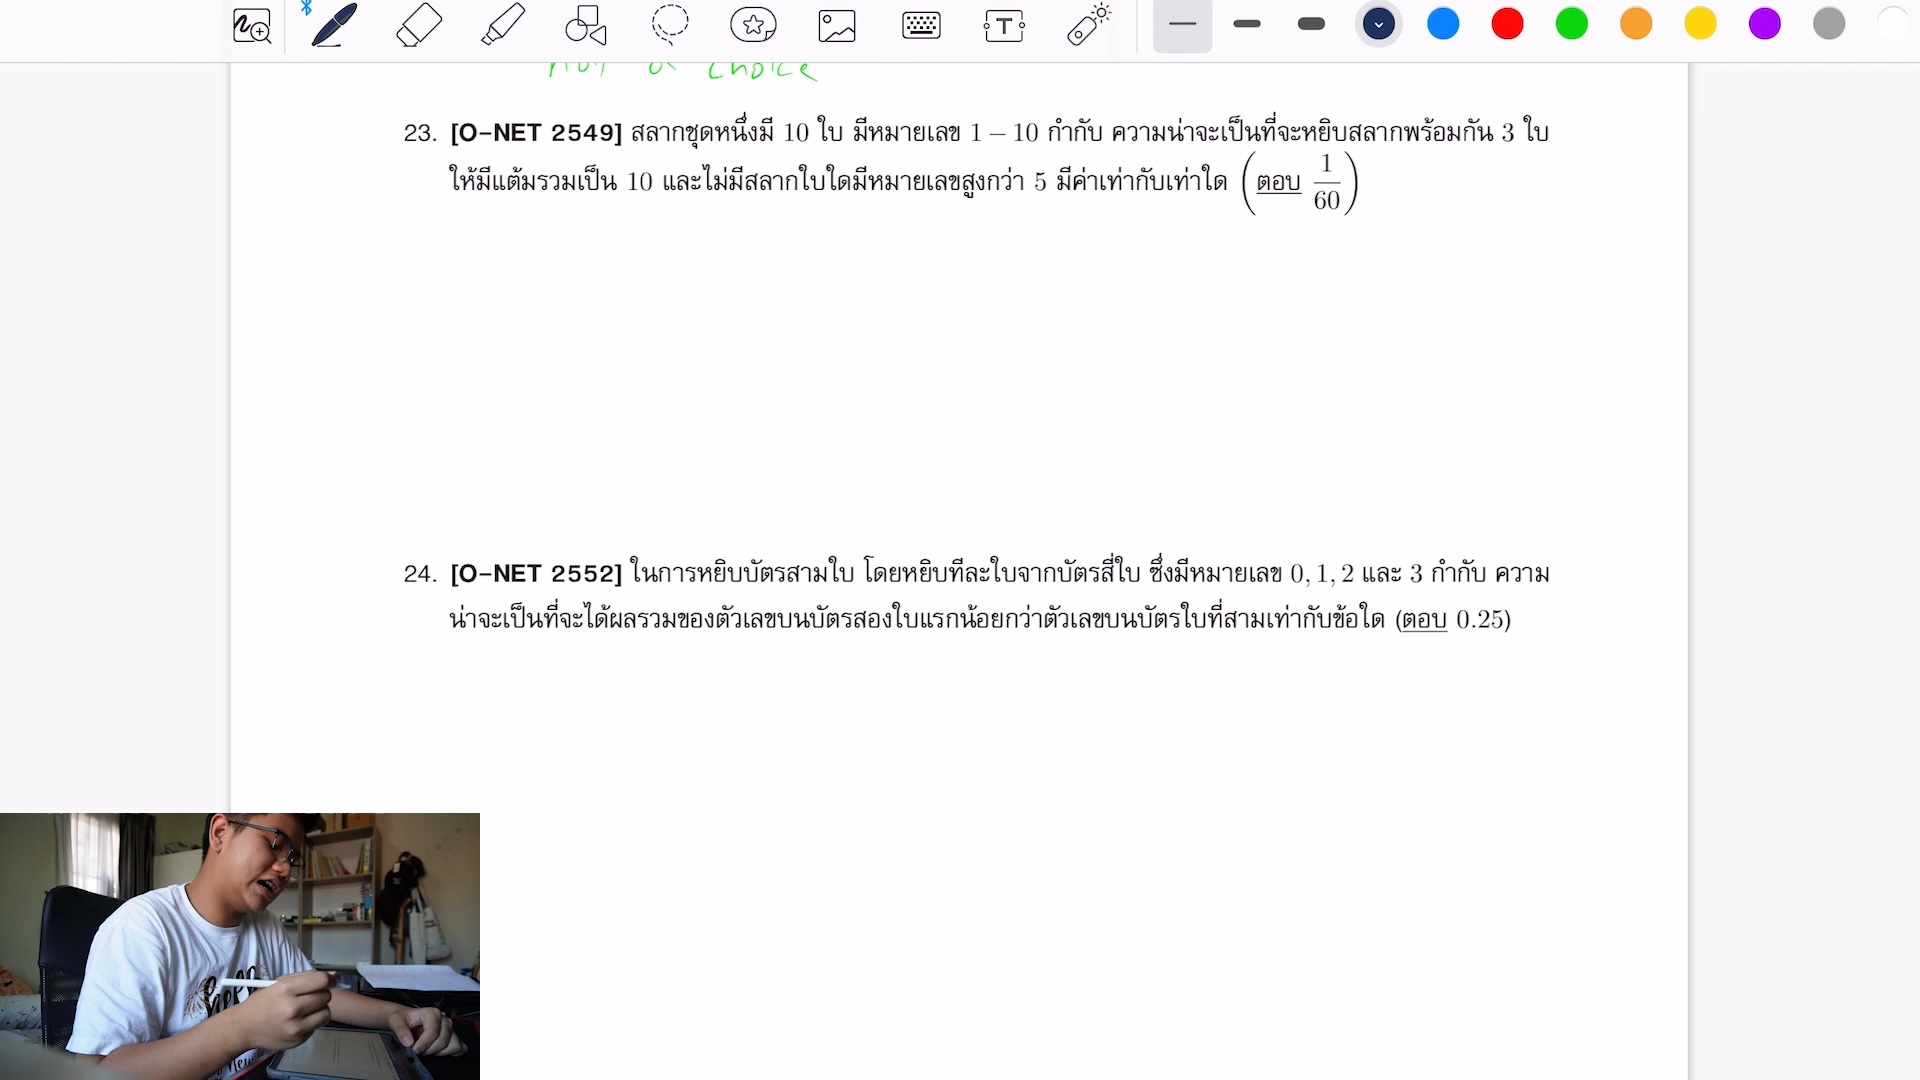 choice
23. [O-NET 2549] สลากชุดหนึ่งมี 10 ใบ มีหมายเลข 1 – 10 กำกับ ความน่าจะเป็นที่จะหยิบสลากพร้อมกัน 3 ใบ
ให้มีแต้มรวมเป็น 10 และไม่มีสลากใบใดมีหมายเลขสูงกว่า 5 มีค่าเท่ากับเท่าใด (ตอบ 1/60)
24. [O-NET 2552] ในการหยิบบัตรสามใบ โดยหยิบทีละใบจากบัตรสี่ใบ ซึ่งมีหมายเลข 0, 1, 2 และ 3 กำกับ ความ
น่าจะเป็นที่จะได้ผลรวมของตัวเลขบนบัตรสองใบแรกน้อยกว่าตัวเลขบนบัตรใบที่สามเท่ากับข้อใด (ตอบ 0.25)